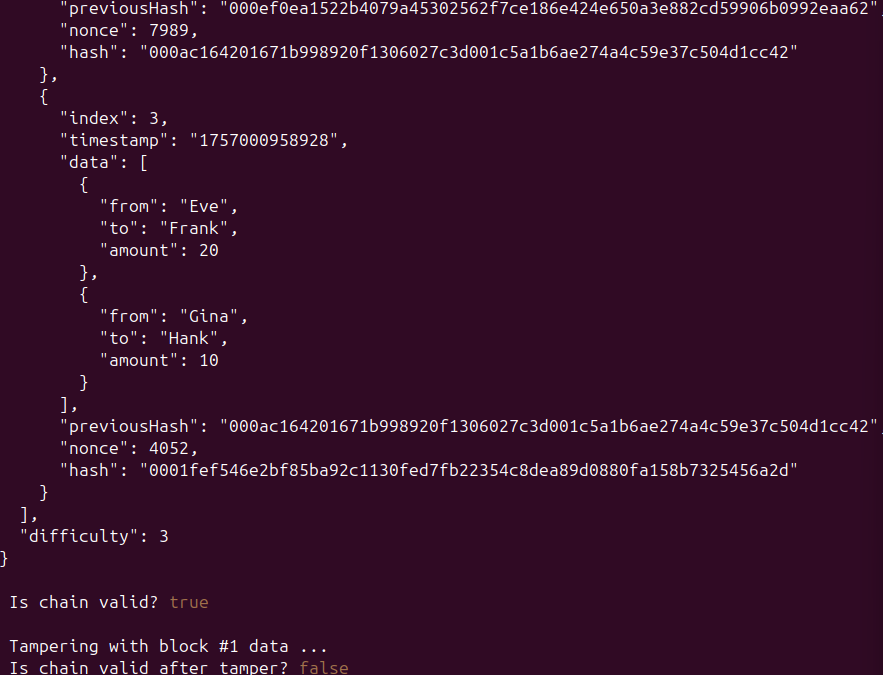 "previousHash": "000ef0ea1522b4079a45302562f7ce186e424e650a3e882cd59906b0992eaa62",
"nonce": 7989,
"hash": "000ac164201671b998920f1306027c3d001c5a1b6ae274a4c59e37c504d1cc42"
},
{
"index": 3,
"timestamp": "1757000958928",
"data": [
{
"from": "Eve",
"to": "Frank",
"amount": 20
},
{
"from": "Gina",
"to": "Hank",
"amount": 10
}
],
"previousHash": "000ac164201671b998920f1306027c3d001c5a1b6ae274a4c59e37c504d1cc42",
"nonce": 4052,
"hash": "0001fef546e2bf85ba92c1130fed7fb22354c8dea89d0880fa158b7325456a2d"
}
],
"difficulty": 3
}
Is chain valid? true
Tampering with block #1 data ...
Is chain valid after tamper? false